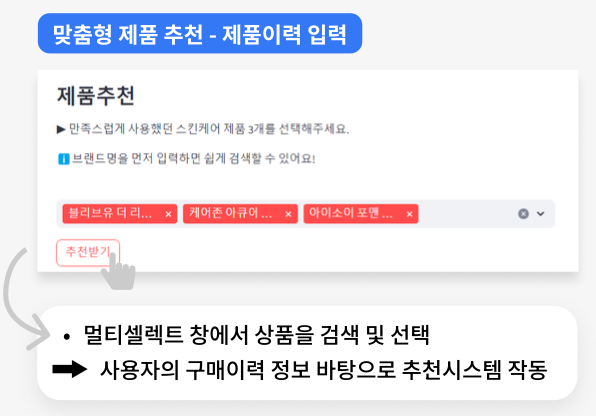 맞춤형 제품 추천 - 제품이력 입력
제품추천
▶ 만족스럽게 사용했던 스킨케어 제품 3개를 선택해주세요.
ℹ️ 브랜드명을 먼저 입력하면 쉽게 검색할 수 있어요!
블리브유 더 리... × 케어존 아큐어 ... × 아이소이 포맨 ... ×
추천받기
• 멀티셀렉트 창에서 상품을 검색 및 선택
➡ 사용자의 구매이력 정보 바탕으로 추천시스템 작동